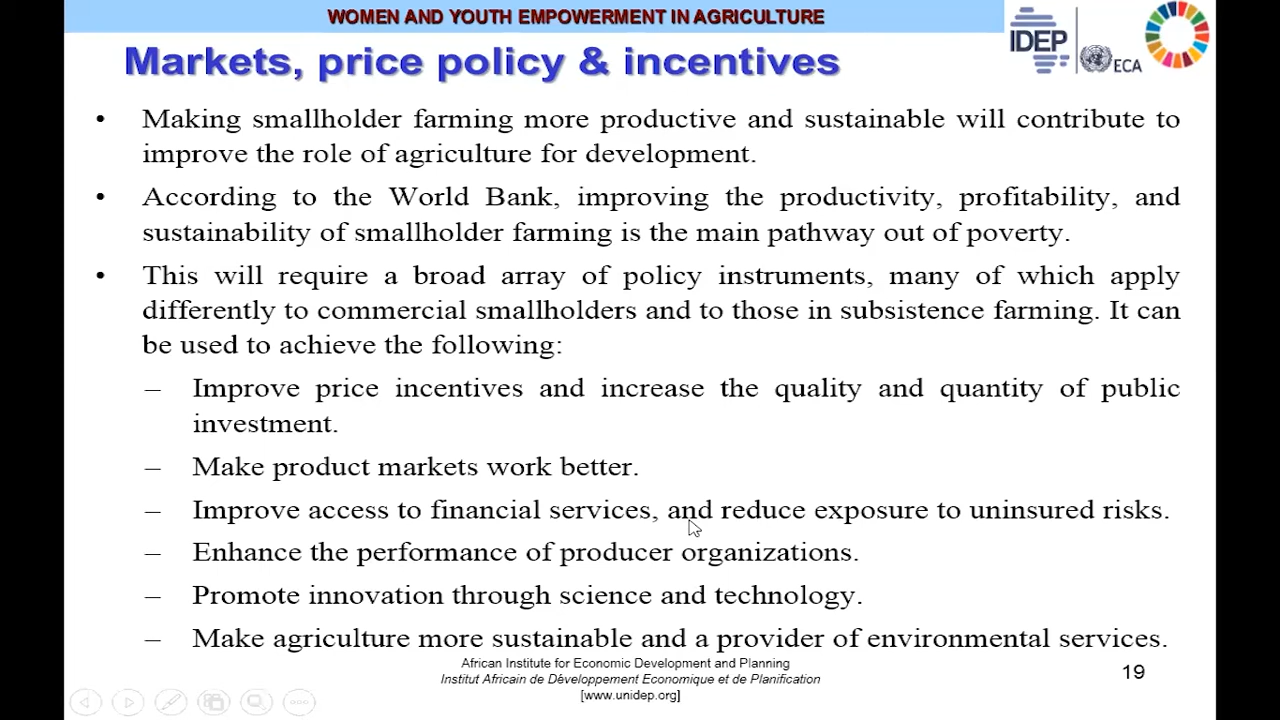 WOMEN AND YOUTH EMPOWERMENT IN AGRICULTURE
IDEP
ECA
Markets, price policy & incentives
• Making smallholder farming more productive and sustainable will contribute to
improve the role of agriculture for development.
• According to the World Bank, improving the productivity, profitability, and
sustainability of smallholder farming is the main pathway out of poverty.
• This will require a broad array of policy instruments, many of which apply
differently to commercial smallholders and to those in subsistence farming. It can
be used to achieve the following:
– Improve price incentives and increase the quality and quantity of public
investment.
– Make product markets work better.
– Improve access to financial services, and reduce exposure to uninsured risks.
– Enhance the performance of producer organizations.
– Promote innovation through science and technology.
– Make agriculture more sustainable and a provider of environmental services.
African Institute for Economic Development and Planning
Institut Africain de Développement Economique et de Planification
[www.unidep.org]
19